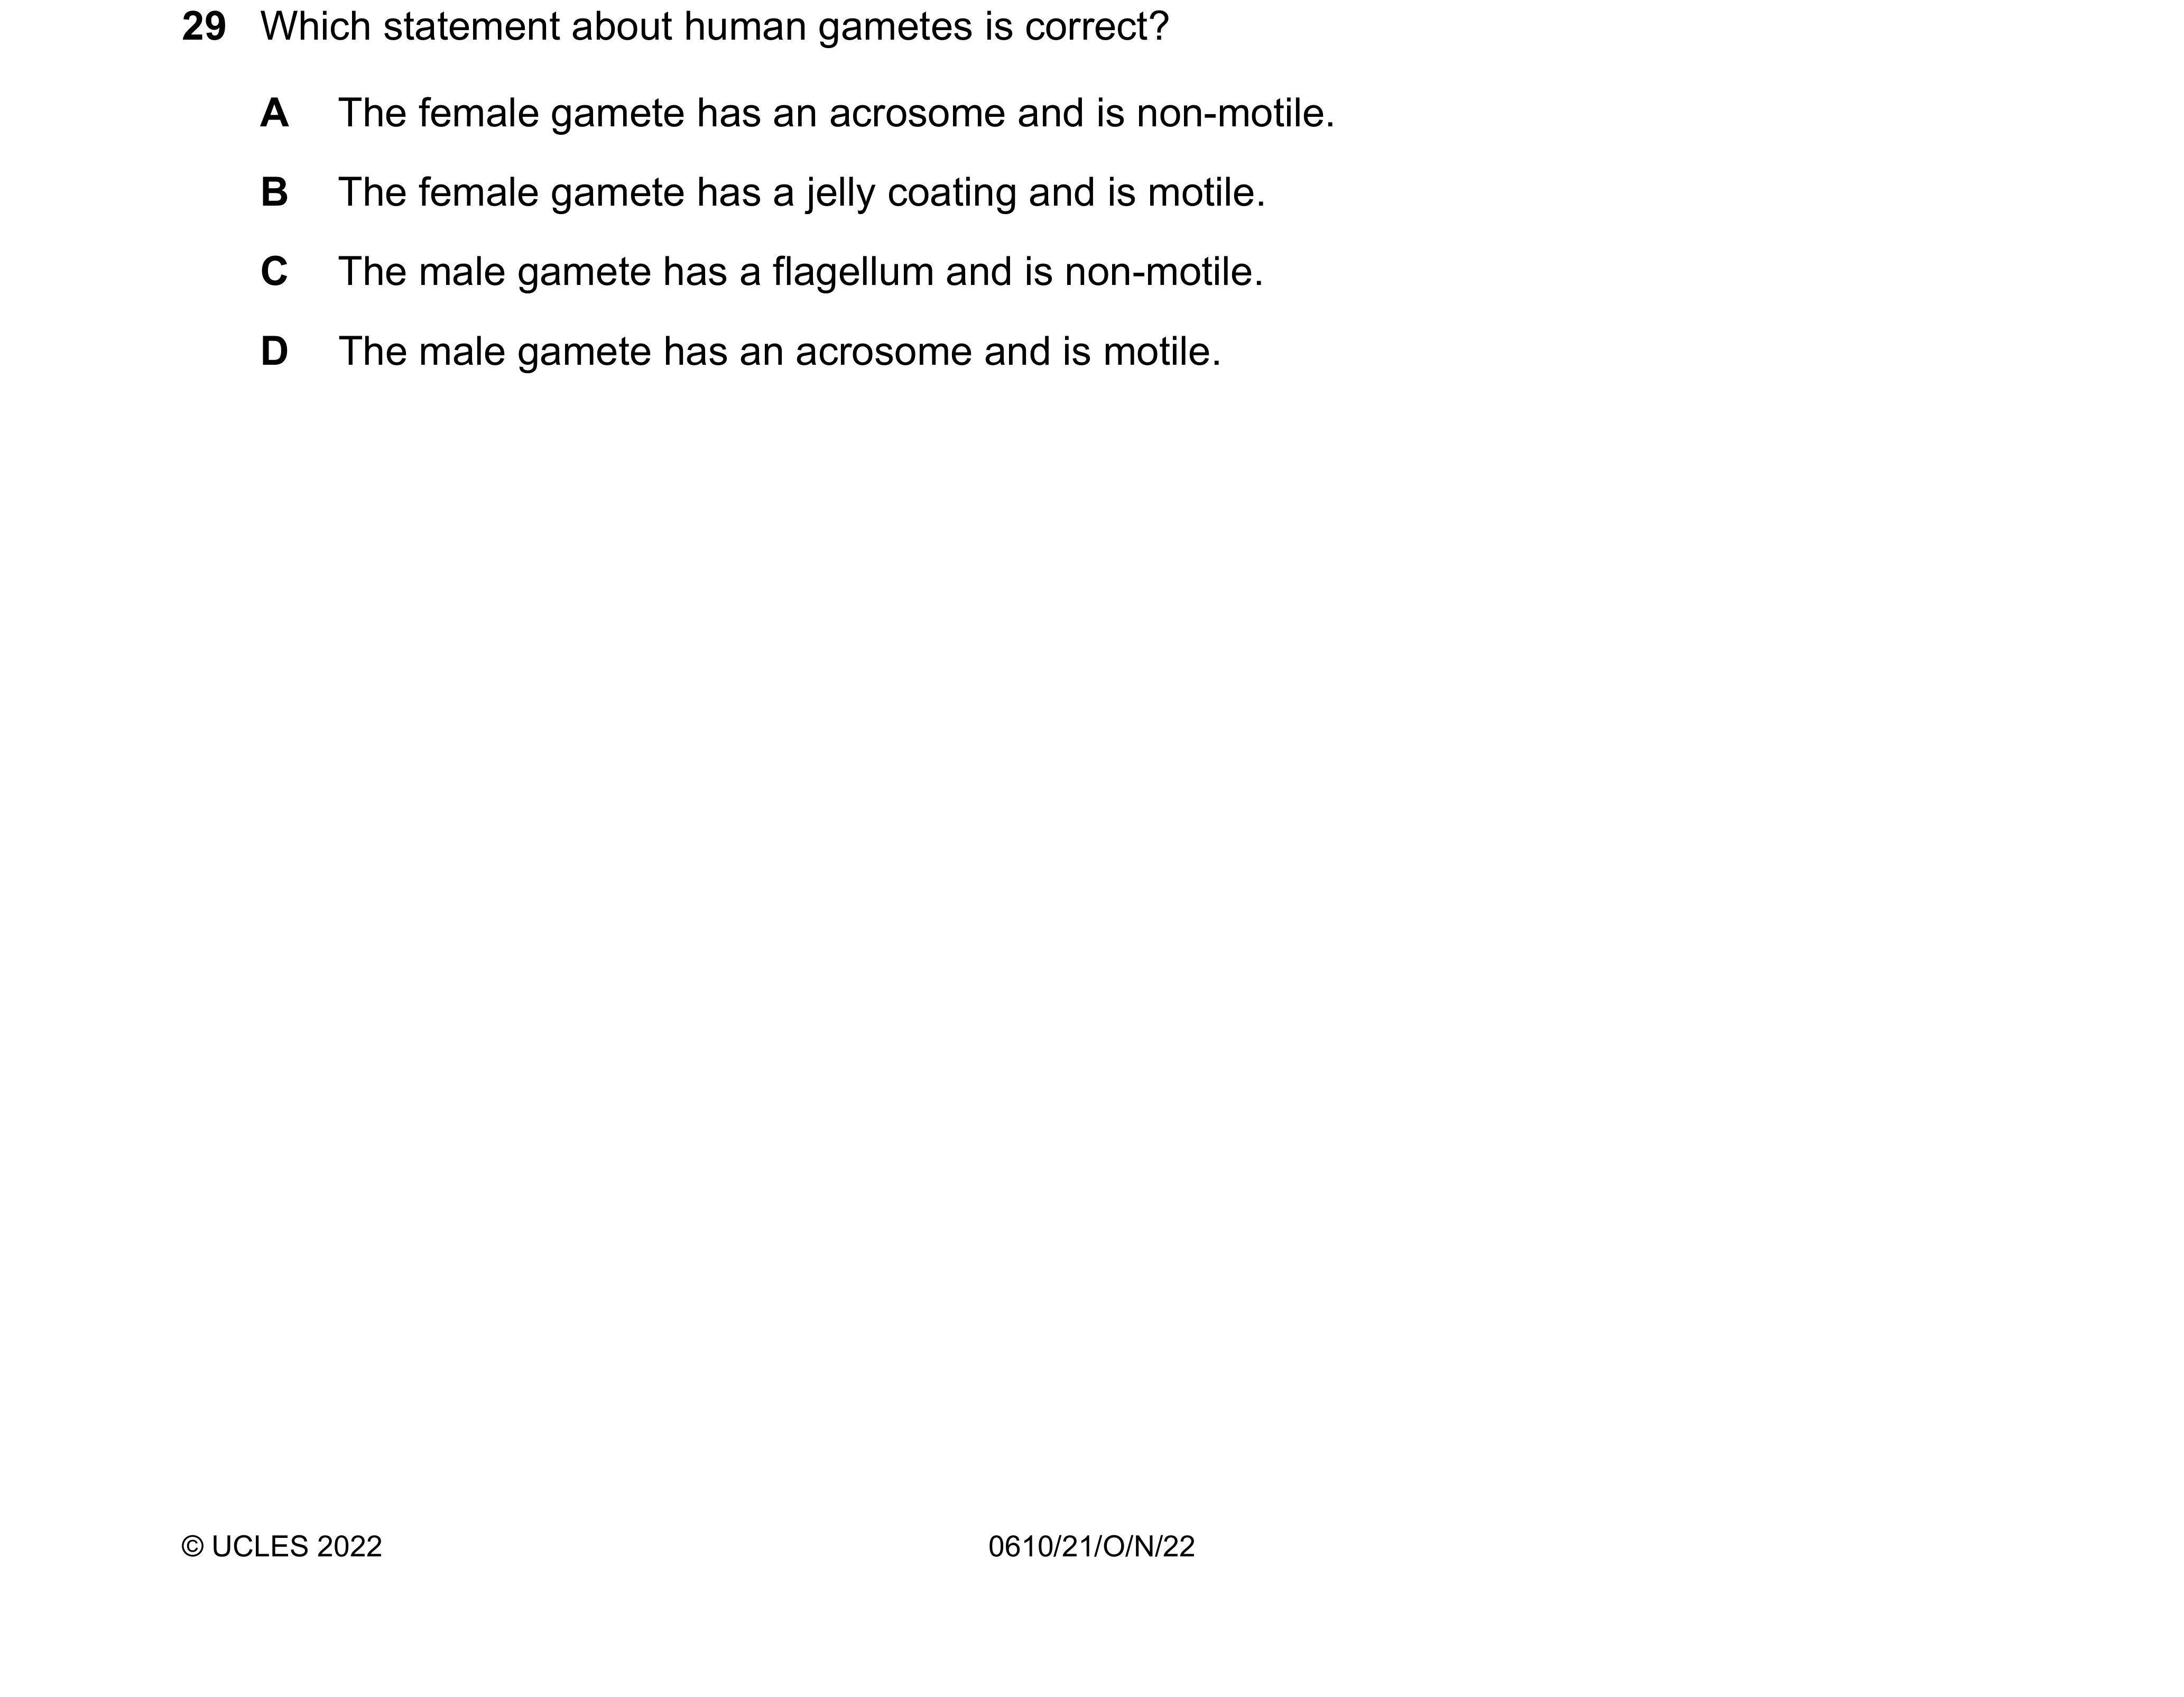 29 Which statement about human gametes is correct?
A The female gamete has an acrosome and is non-motile.
B The female gamete has a jelly coating and is motile.
C The male gamete has a flagellum and is non-motile.
D The male gamete has an acrosome and is motile.
© UCLES 2022 0610/21/O/N/22